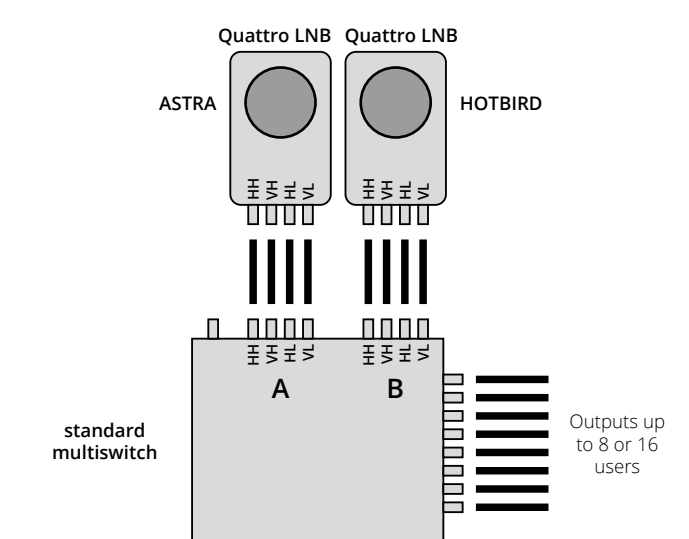 Quattro LNB Quattro LNB
ASTRA
HOTBIRD
HH VH HL VL
HH VH HL VL
HH VH HL VL
HH VH HL VL
A
B
standard
multiswitch
Outputs up
to 8 or 16
users